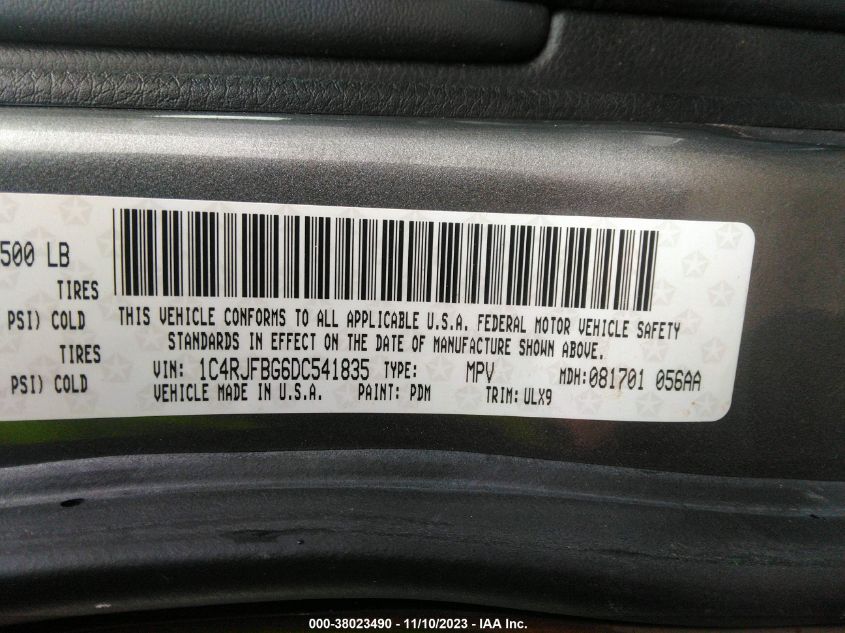 500 LB
TIRES
PSI) COLD
TIRES
PSI) COLD
THIS VEHICLE CONFORMS TO ALL APPLICABLE U.S.A. FEDERAL MOTOR VEHICLE SAFETY
STANDARDS IN EFFECT ON THE DATE OF MANUFACTURE SHOWN ABOVE.
VIN: 1C4RJFBG6DC541835 TYPE: MPV MDH:081701 056AA
VEHICLE MADE IN U.S.A. PAINT: PDM TRIM: ULX9
000-38023490 - 11/10/2023 - IAA Inc.